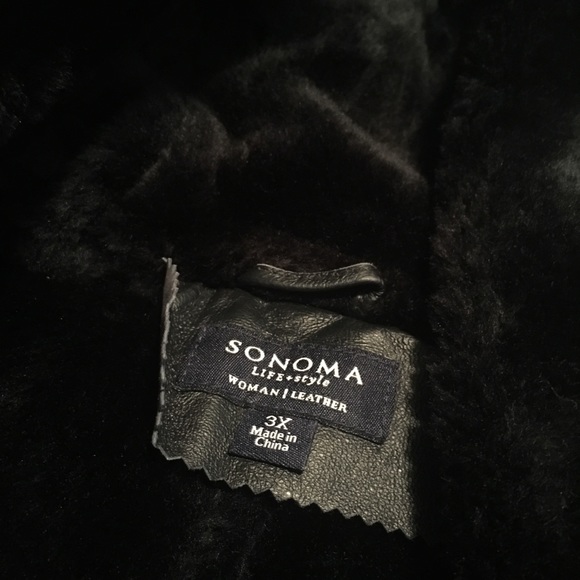 SONOMA
LIFE+style
WOMAN | LEATHER
3X
Made in
China